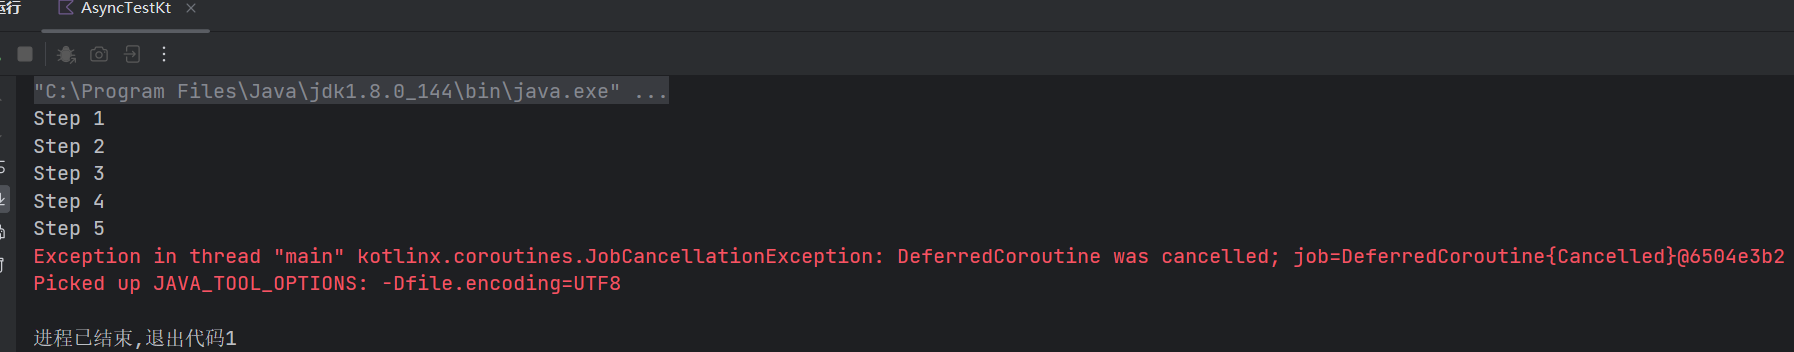 运行 AsyncTestKt
"C:\Program Files\Java\jdk1.8.0_144\bin\java.exe" ...
Step 1
Step 2
Step 3
Step 4
Step 5
Exception in thread "main" kotlinx.coroutines.JobCancellationException: DeferredCoroutine was cancelled; job=DeferredCoroutine{Cancelled}@6504e3b2
Picked up JAVA_TOOL_OPTIONS: -Dfile.encoding=UTF8
进程已结束,退出代码1